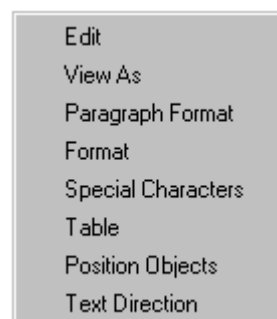 Edit
View As
Paragraph Format
Format
Special Characters
Table
Position Objects
Text Direction